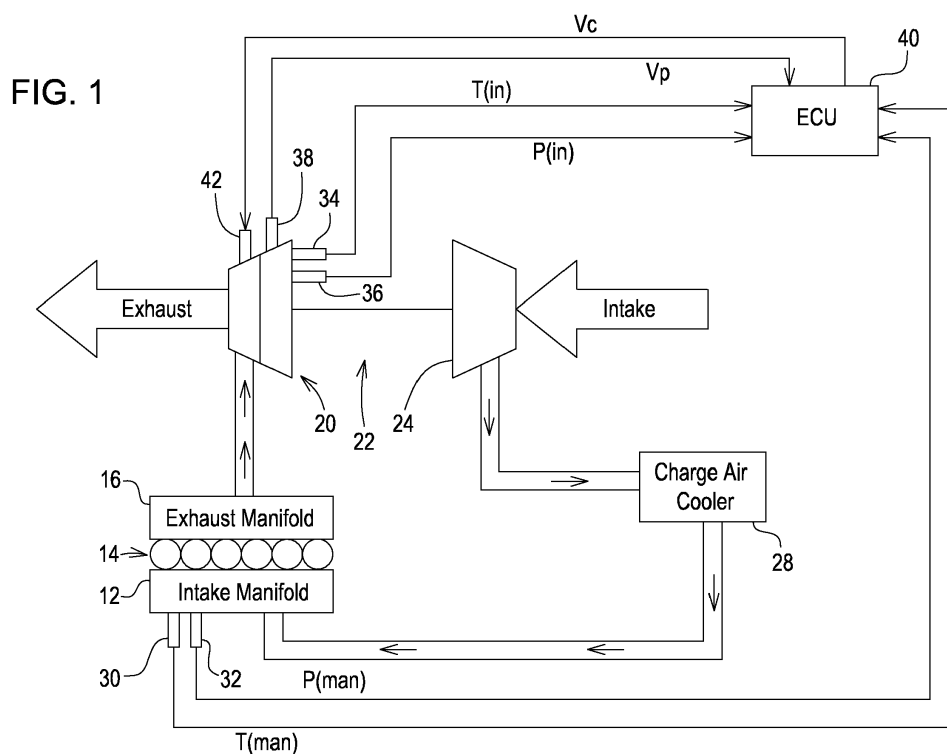 Vc
40
FIG. 1
Vp
T(in)
ECU
P(in)
42
38
34
36
Exhaust
Intake
20
22
24
16
Exhaust Manifold
Charge Air
Cooler
14
28
12
Intake Manifold
30
32
P(man)
T(man)